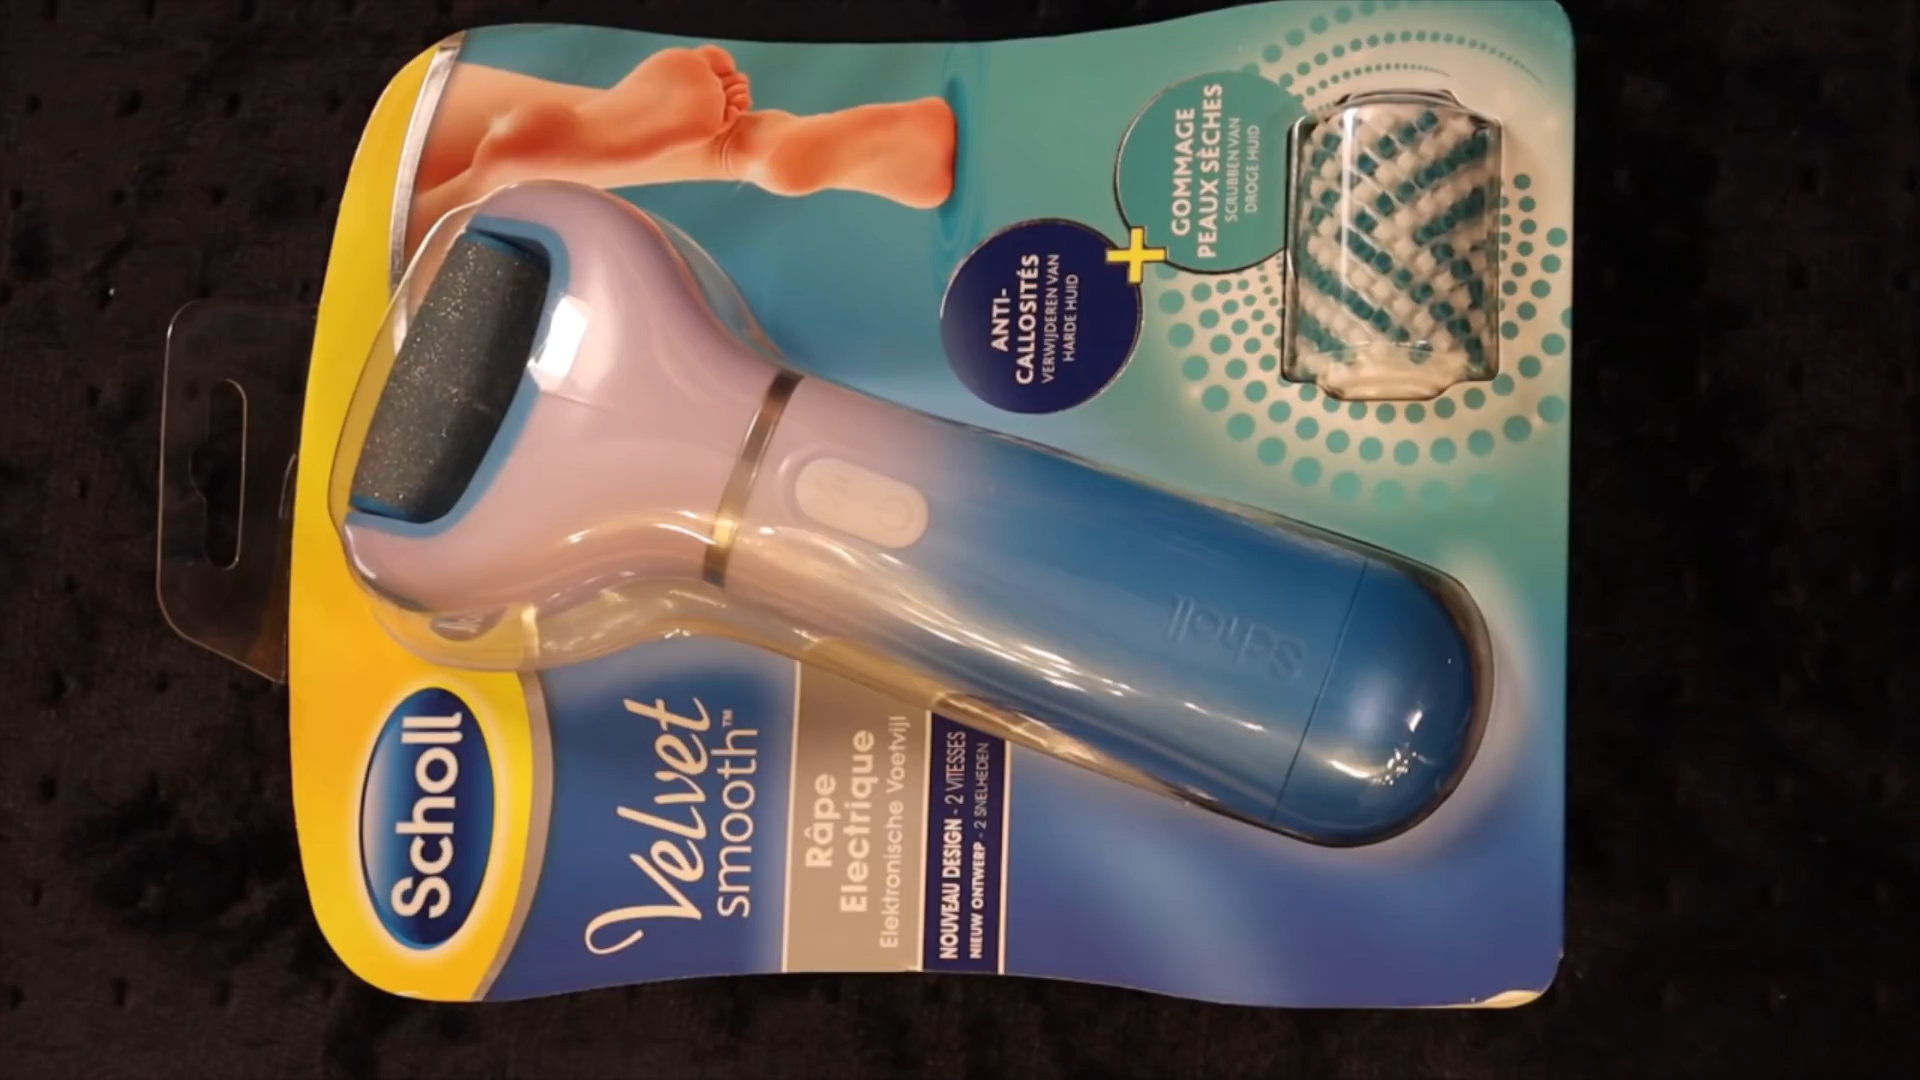 Scholl
Velvet
smooth™
Râpe
Electrique
Elektronische Voetvijl
NOUVEAU DESIGN - 2 VITESSES
NIEUW ONTWERP - 2 SNELHEDEN
ANTI-
CALLOSITÉS
VERWIJDEREN VAN
HARDE HUID
+
GOMMAGE
PEAUX SÈCHES
SCRUBBEN VAN
DROGE HUID
Scholl